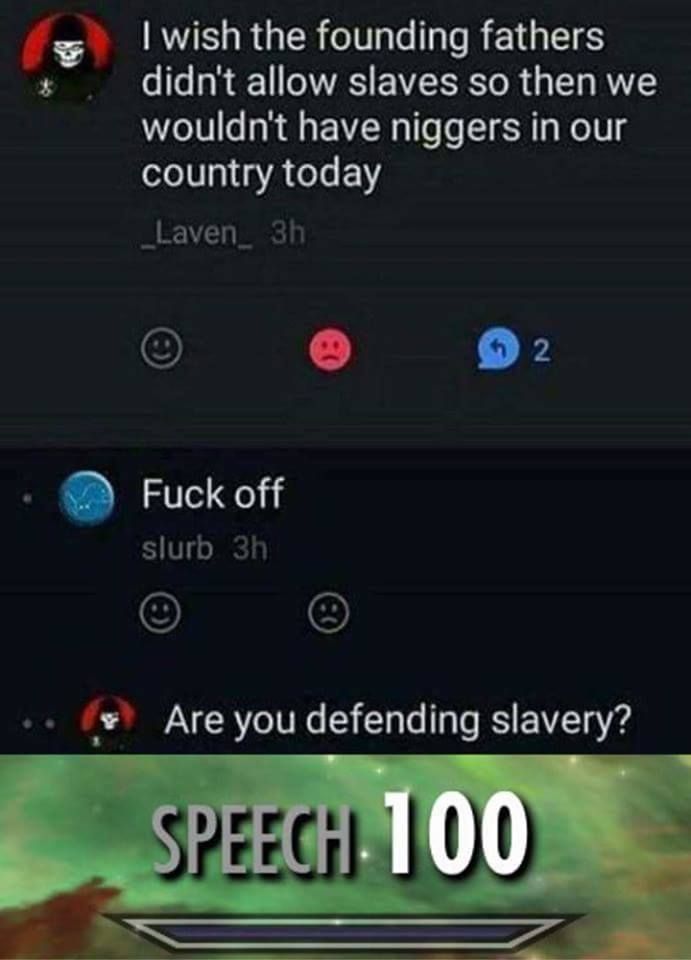 I wish the founding fathers
didn't allow slaves so then we
wouldn't have niggers in our
country today
_Laven_ 3h
2
Fuck off
slurb 3h
Are you defending slavery?
SPEECH 100